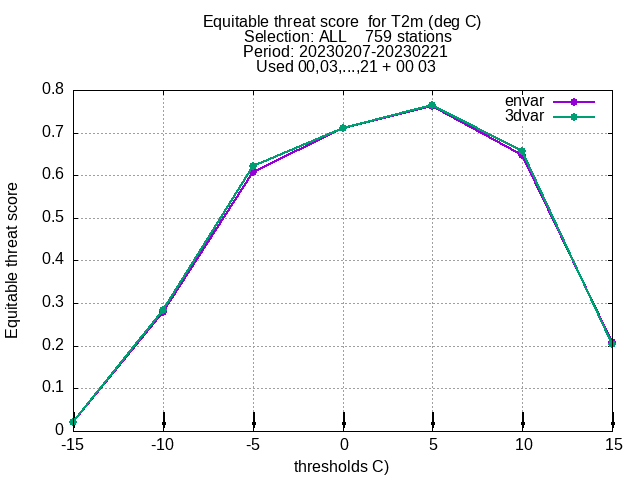 Equitable threat score  for T2m (deg C)
Selection: ALL    759 stations
Period: 20230207-20230221
Used 00,03,...,21 + 00 03
envar
3dvar
Equitable threat score
0.8
0.7
0.6
0.5
0.4
0.3
0.2
0.1
0
-15 -10 -5 0 5 10 15
thresholds C)